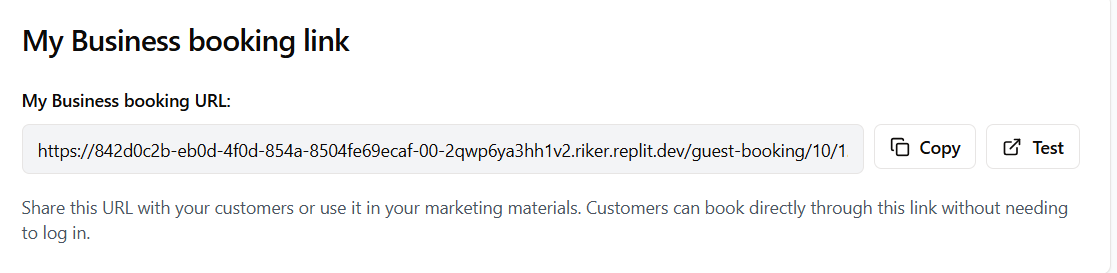 My Business booking link
My Business booking URL:
https://842d0c2b-eb0d-4f0d-854a-8504fe69ecaf-00-2qwp6ya3hh1v2.riker.replit.dev/guest-booking/10/1
Copy
Test
Share this URL with your customers or use it in your marketing materials. Customers can book directly through this link without needing
to log in.